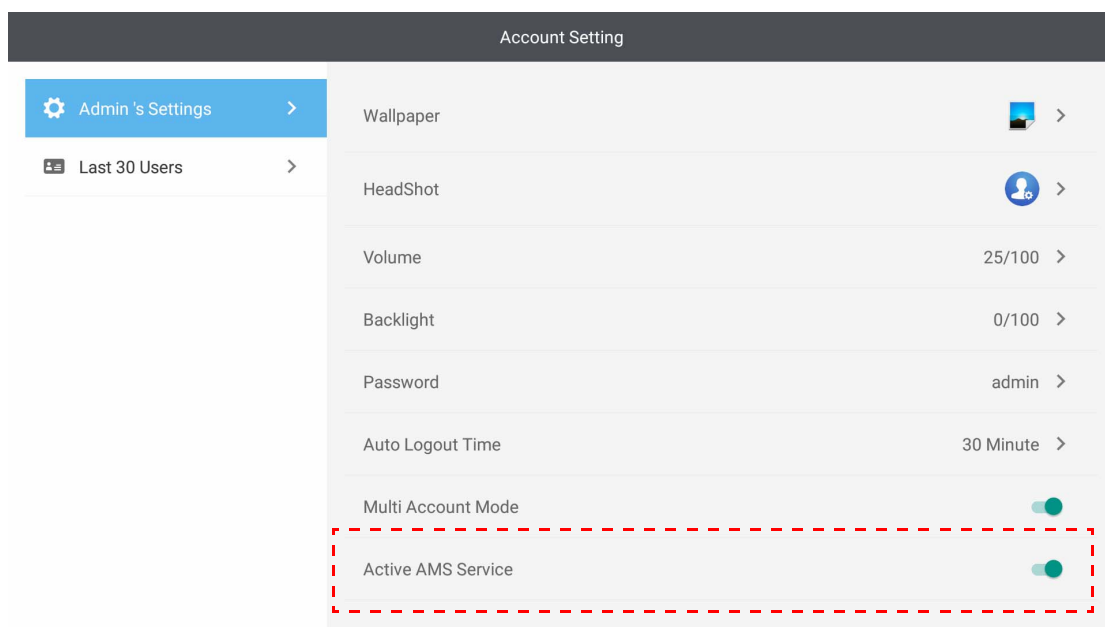 Account Setting
Admin 's Settings
Last 30 Users
Wallpaper
HeadShot
Volume 25/100
Backlight 0/100
Password admin
Auto Logout Time 30 Minute
Multi Account Mode
Active AMS Service